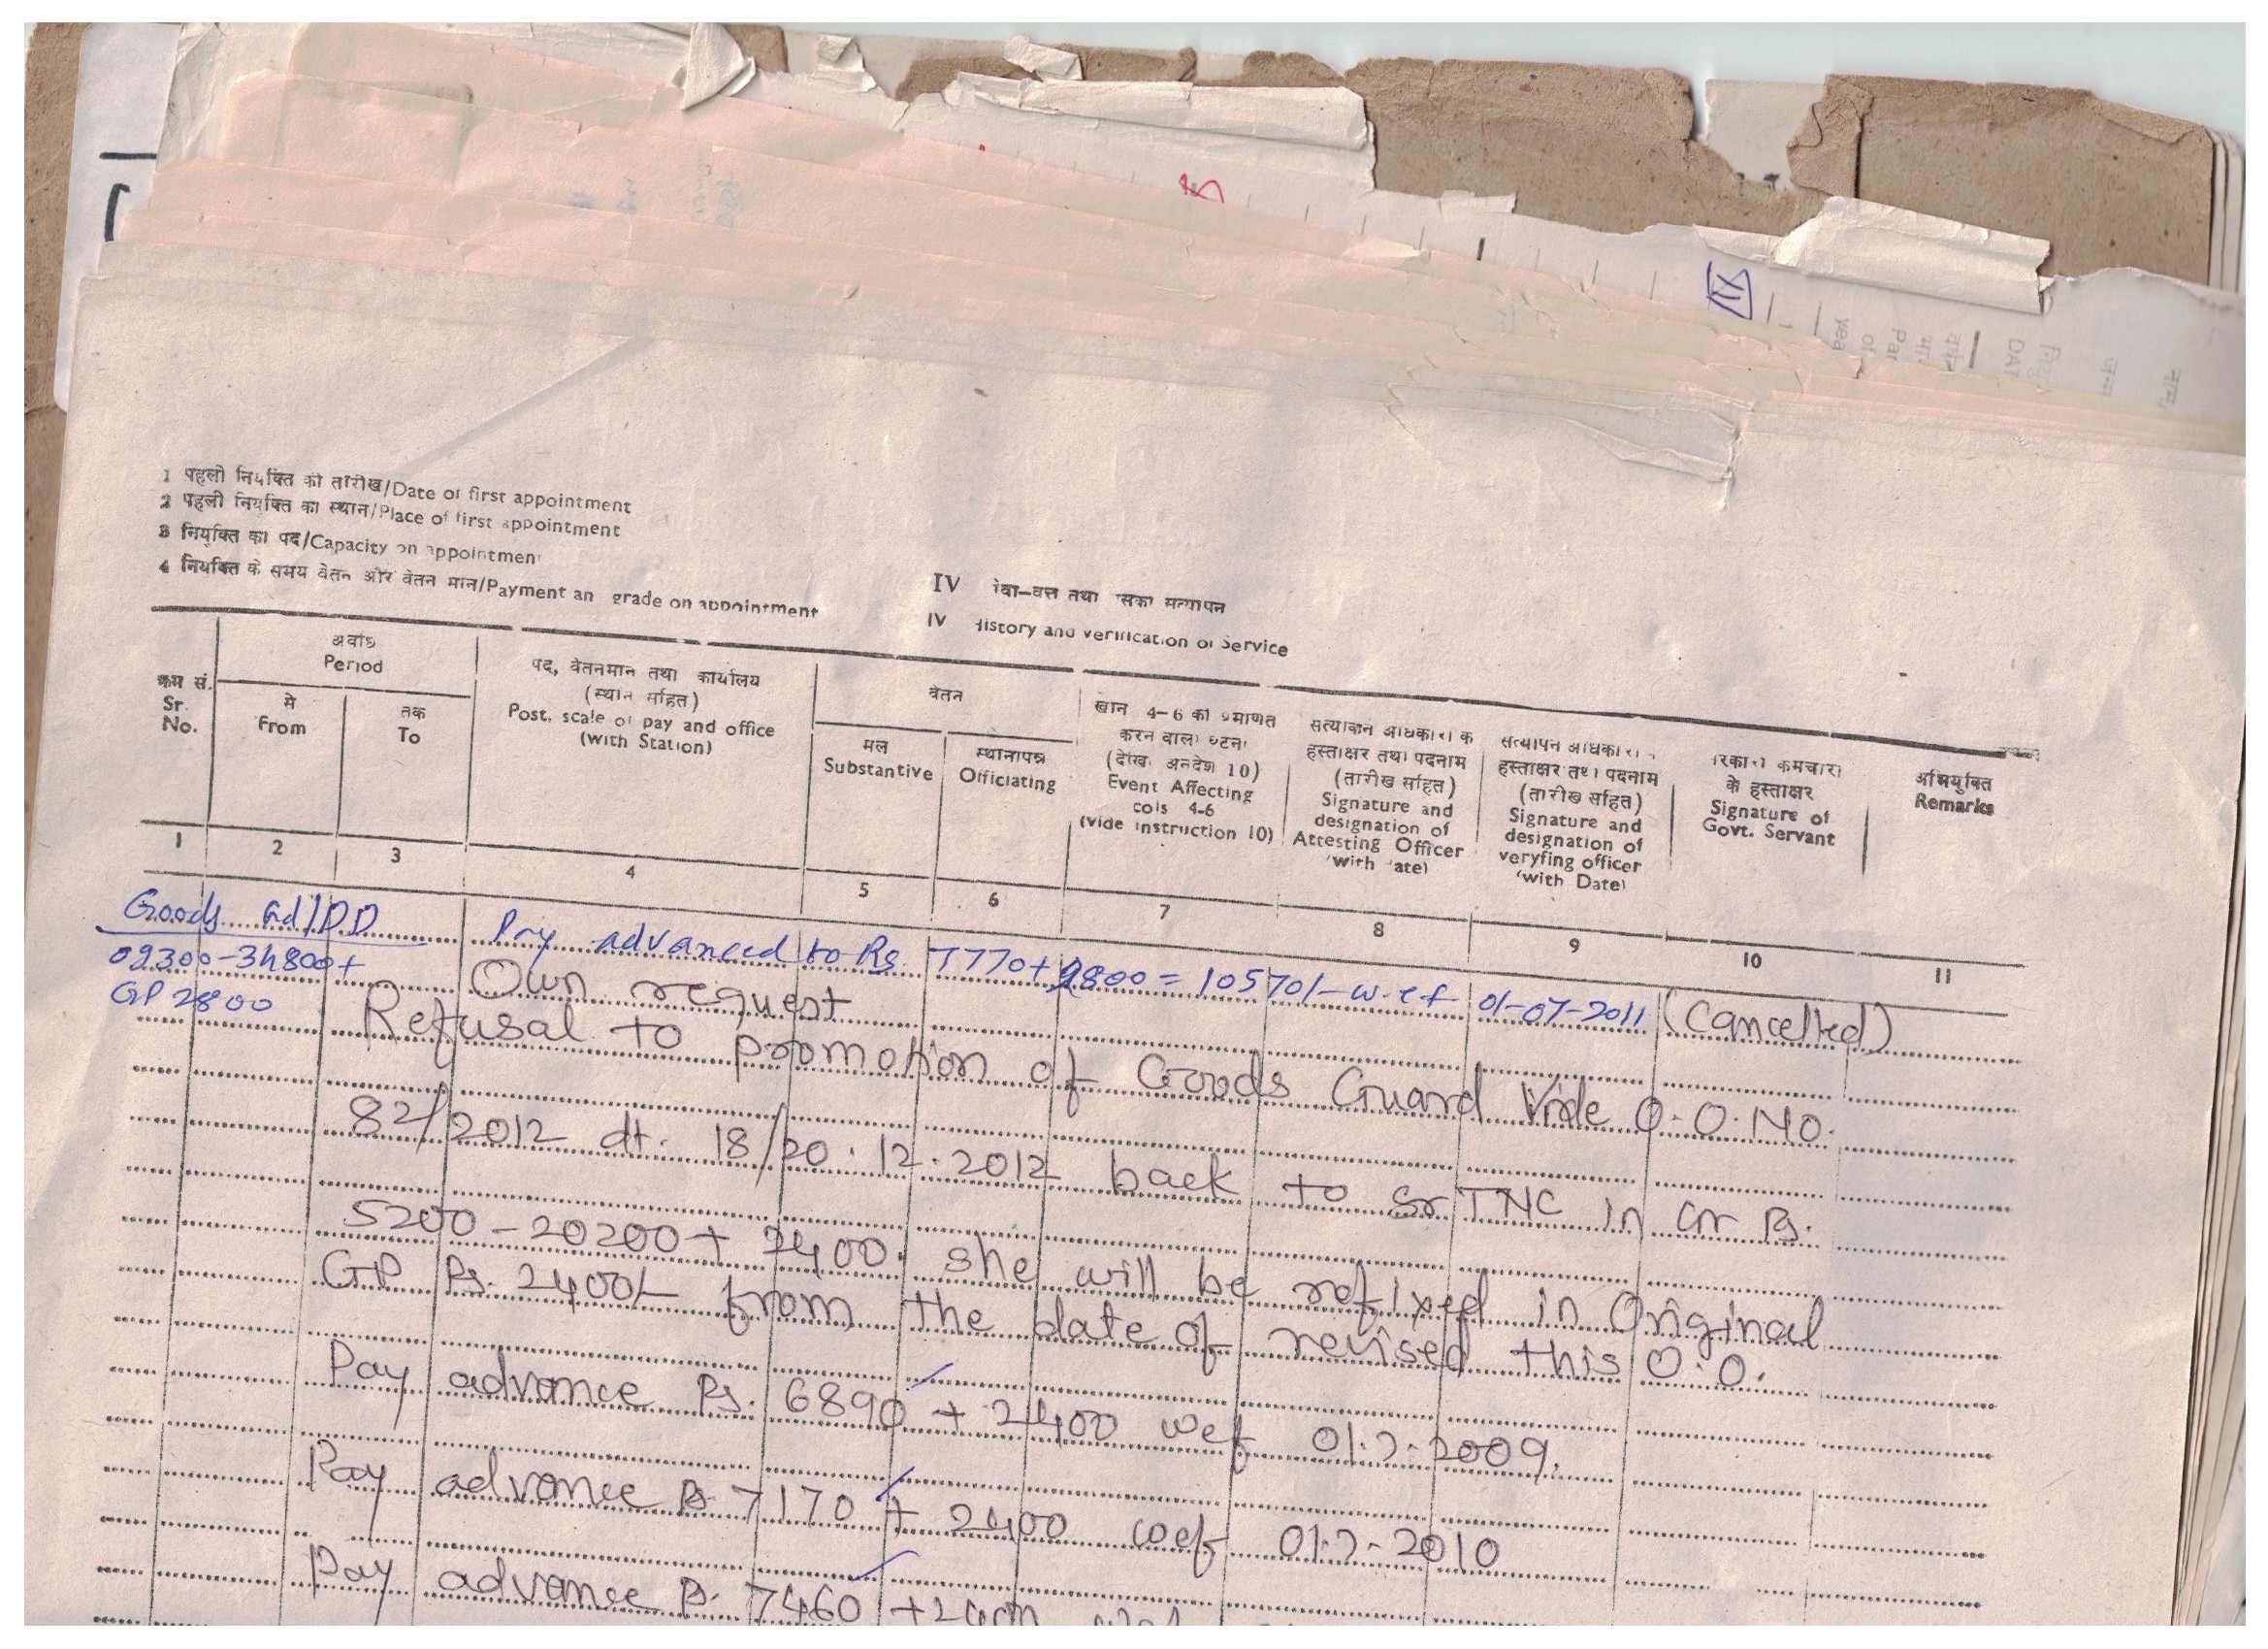 XII
1 पहली नियुक्ति की तारीख/Date of first appointment
2 पहली नियुक्ति का स्थान/Place of first appointment
3 नियुक्ति का पद/Capacity on appointment
4 नियुक्ति के समय वेतन और वेतन मान/Payment an grade on appointment
IV सेवा-वृत्त तथा सका सत्यापन
IV History and verification of Service
क्रम सं. Sr. No.
अवधि Period
से From
तक To
पद, वेतनमान तथा कार्यालय
(स्थान सहित)
Post, scale of pay and office
(with Station)
वेतन
मूल Substantive
स्थानापन्न Officiating
खाने 4-6 को प्रमाणित
करने वाली घटना
(देखिए अनदेश 10)
Event Affecting
cols 4-6
(vide instruction 10)
सत्यांकन अधिकारी क
हस्ताक्षर तथा पदनाम
(तारीख सहित)
Signature and
designation of
Attesting Officer
(with ate)
सत्यापन अधिकारी
हस्ताक्षर तथा पदनाम
(तारीख सहित)
Signature and
designation of
veryfing officer
(with Date)
रकारी कर्मचारी
के हस्ताक्षर
Signature of
Govt. Servant
अभियुक्ति
Remarks
1 2 3 4 5 6 7 8 9 10 11
Goods Gd/DD Pay advanced to Rs 7770+2800=10570/- w.e.f 01-07-2011 (Cancelled)
09300-34800+
GP 2800
Own request
Refusal to promotion of Goods Guard Vide O.O.No.
82/2012 dt. 18/20.12.2012 back to Sr TNC in Gr Rs.
5200-20200+2400. she will be refixed in Original
GP Rs. 2400/- from the date of revised this O.O.
Pay advance Rs. 6890 + 2400 wef 01.7.2009.
Pay advance Rs 7170 + 2400 wef 01.7.2010
Pay advance Rs. 7460 +2400 wef